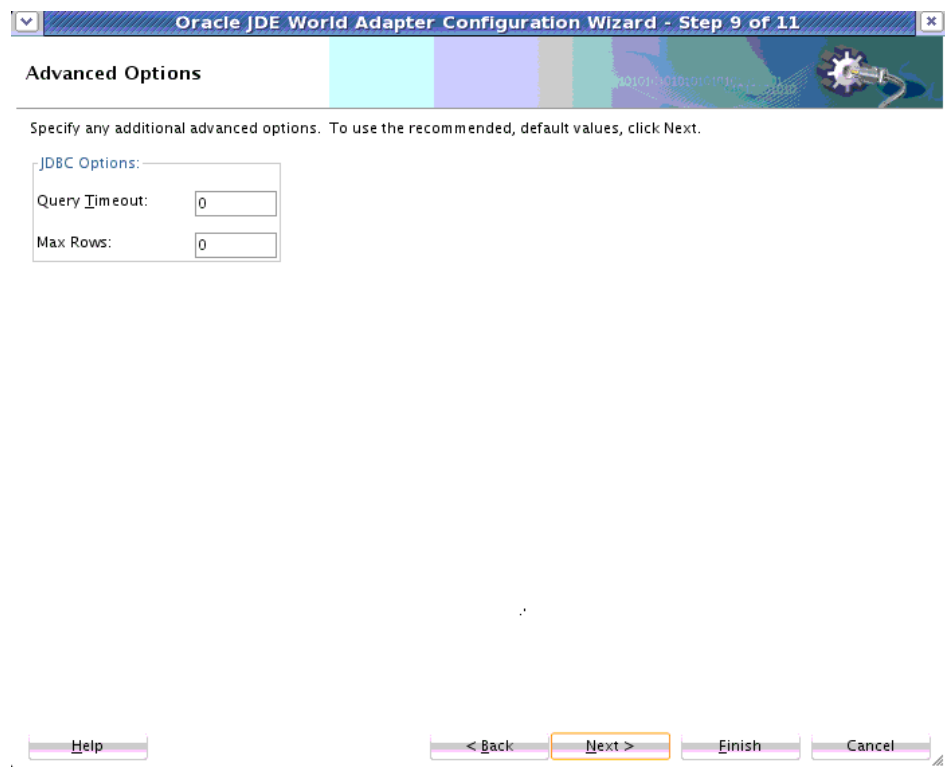 Oracle JDE World Adapter Configuration Wizard - Step 9 of 11
Advanced Options
Specify any additional advanced options. To use the recommended, default values, click Next.
JDBC Options:
Query Timeout: 0
Max Rows: 0
Help < Back Next > Finish Cancel